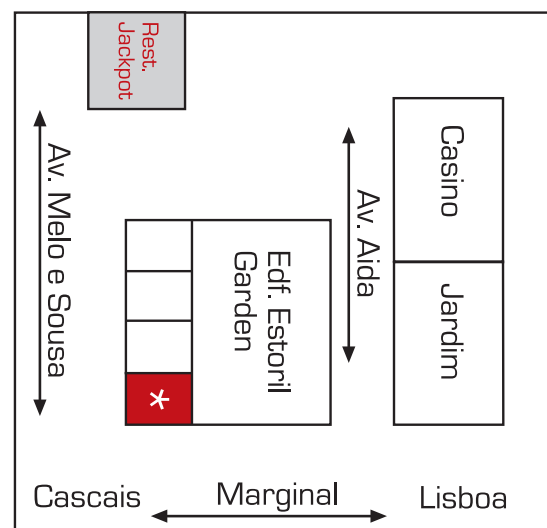 Rest.
Jackpot
Av. Melo e Sousa
Edf. Estoril
Garden
*
Av. Aida
Casino
Jardim
Cascais
Marginal
Lisboa